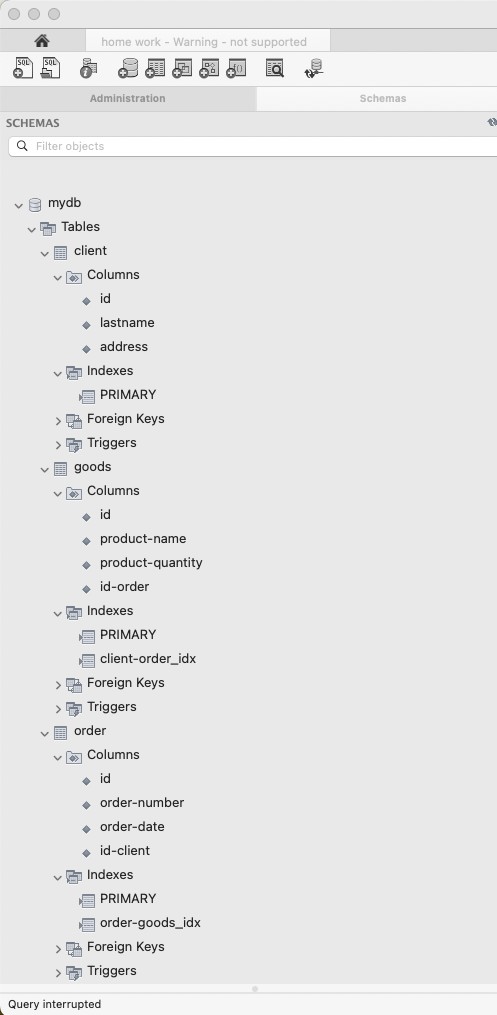 home work - Warning - not supported
SQL SQL
Administration Schemas
SCHEMAS
Filter objects
mydb
Tables
client
Columns
id
lastname
address
Indexes
PRIMARY
Foreign Keys
Triggers
goods
Columns
id
product-name
product-quantity
id-order
Indexes
PRIMARY
client-order_idx
Foreign Keys
Triggers
order
Columns
id
order-number
order-date
id-client
Indexes
PRIMARY
order-goods_idx
Foreign Keys
Triggers
Query interrupted